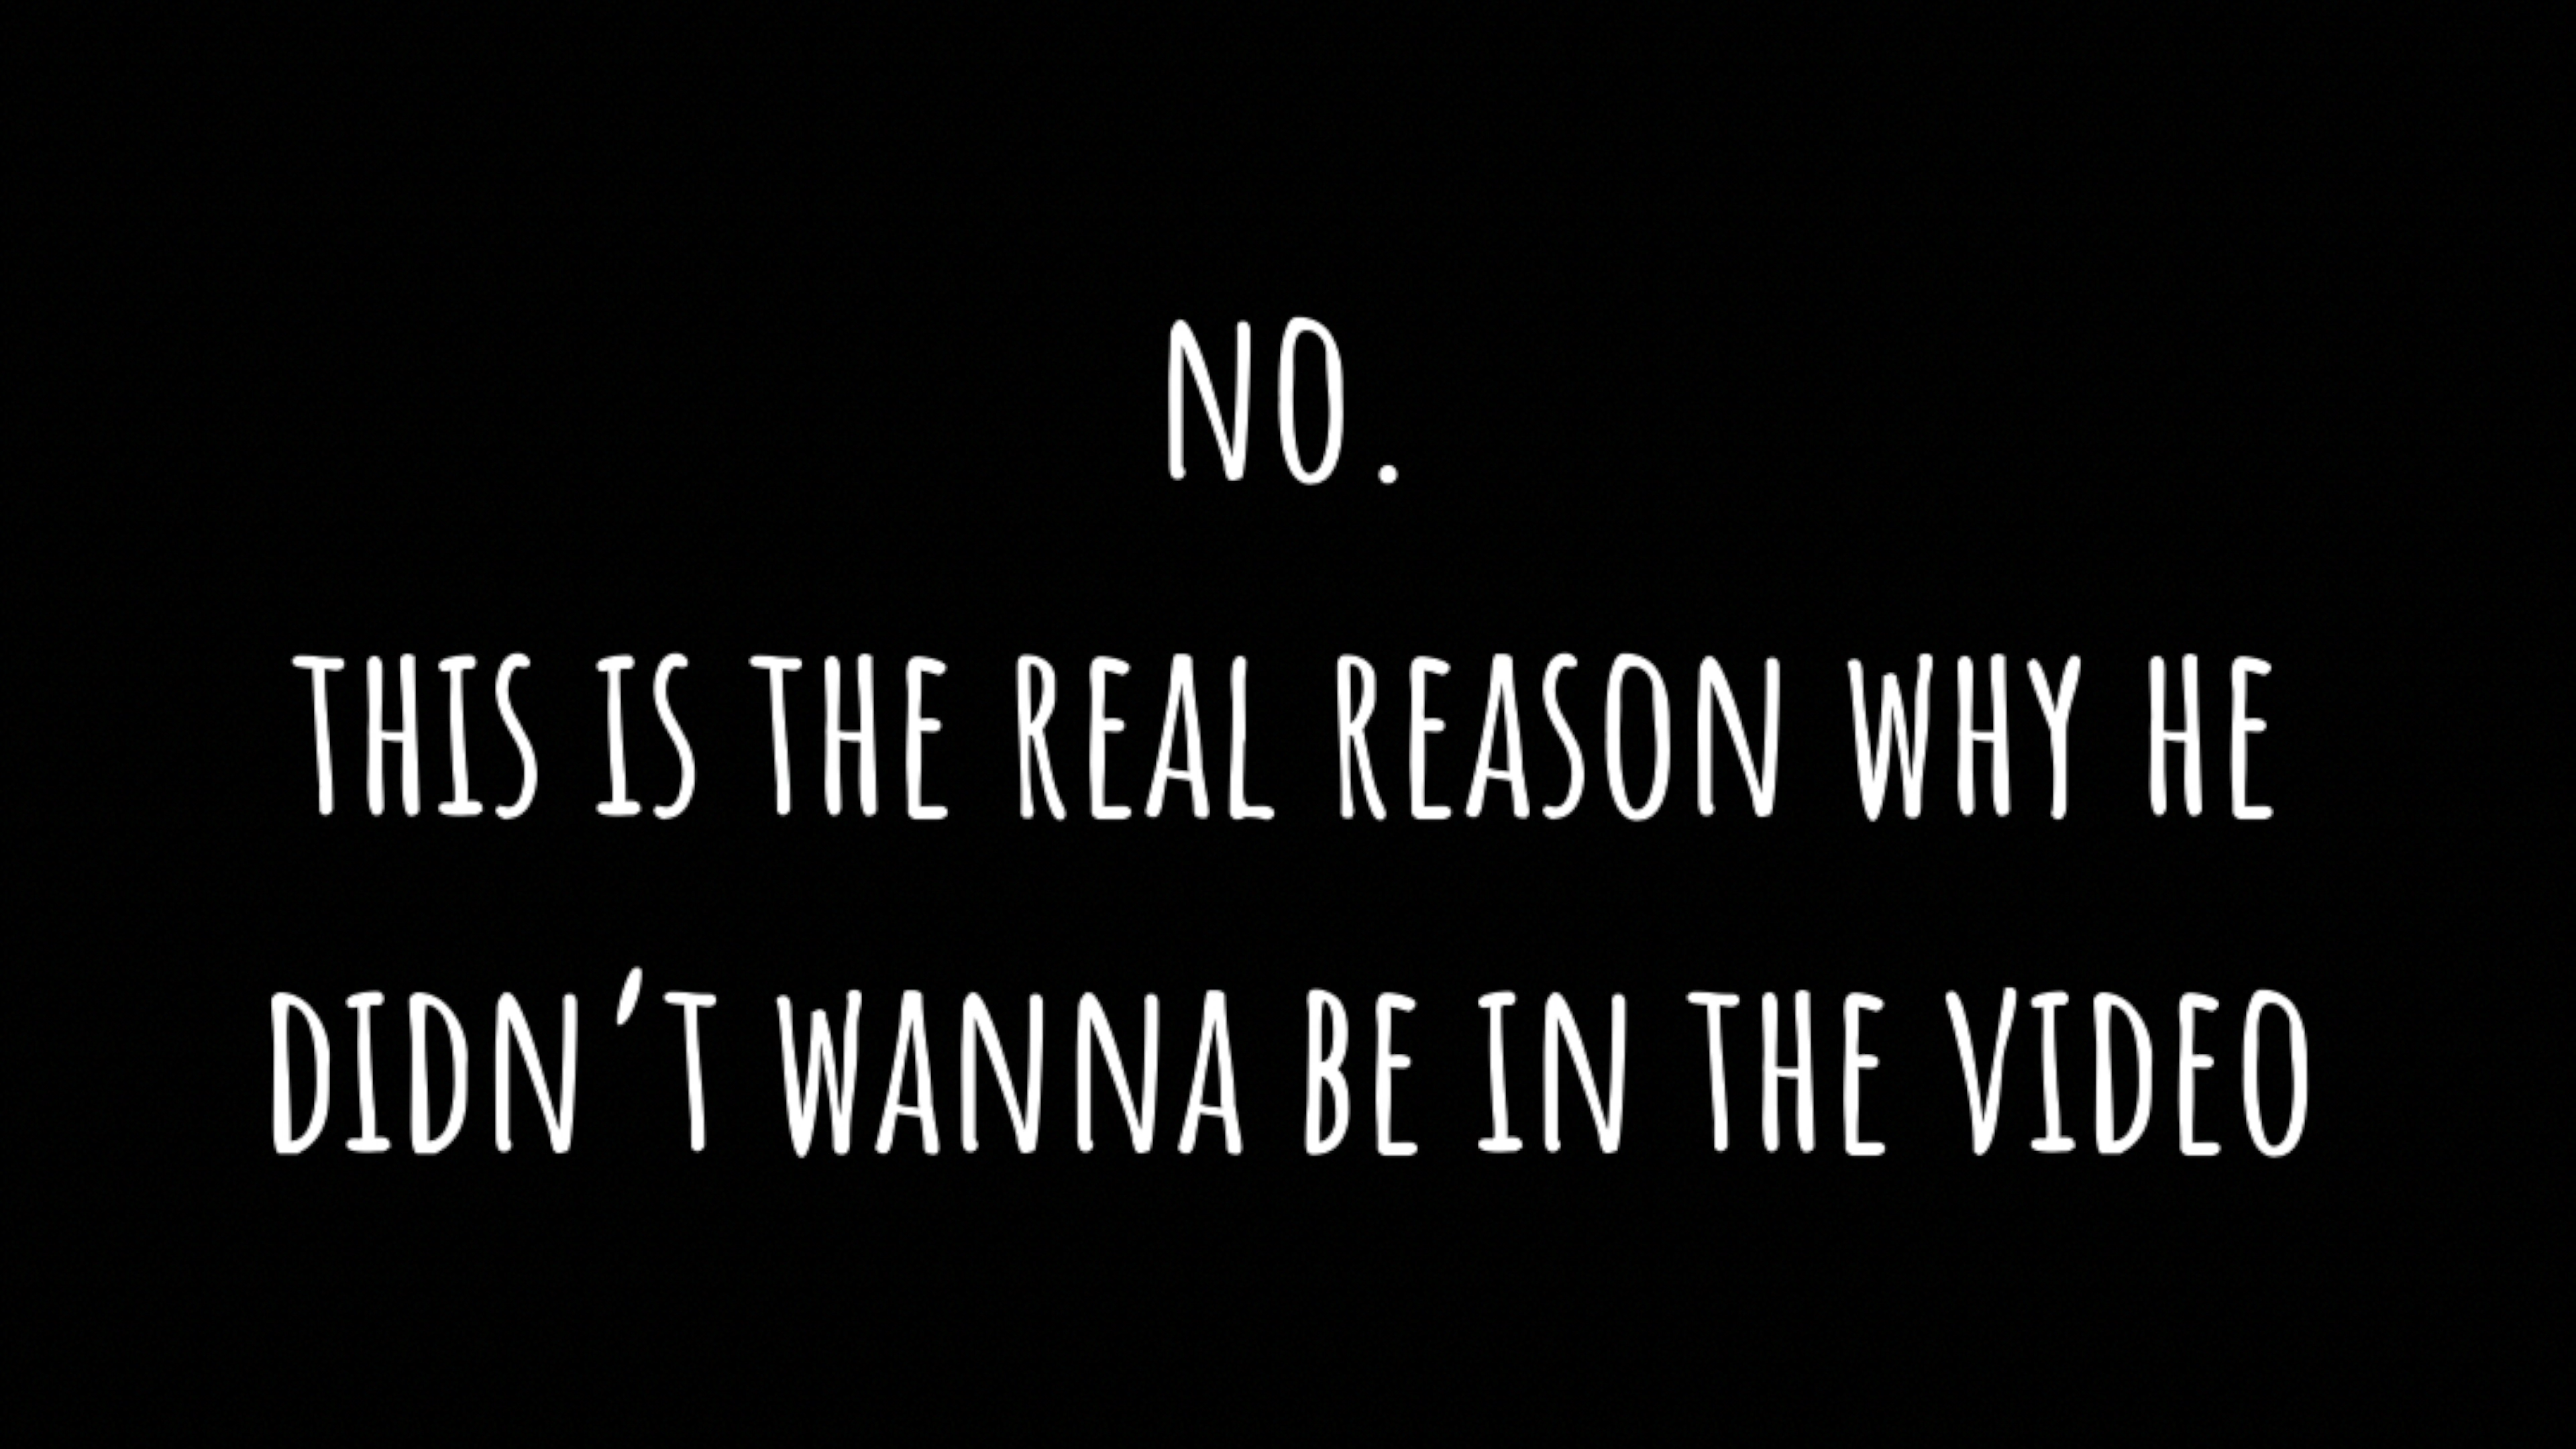 NO.
THIS IS THE REAL REASON WHY HE
DIDN'T WANNA BE IN THE VIDEO